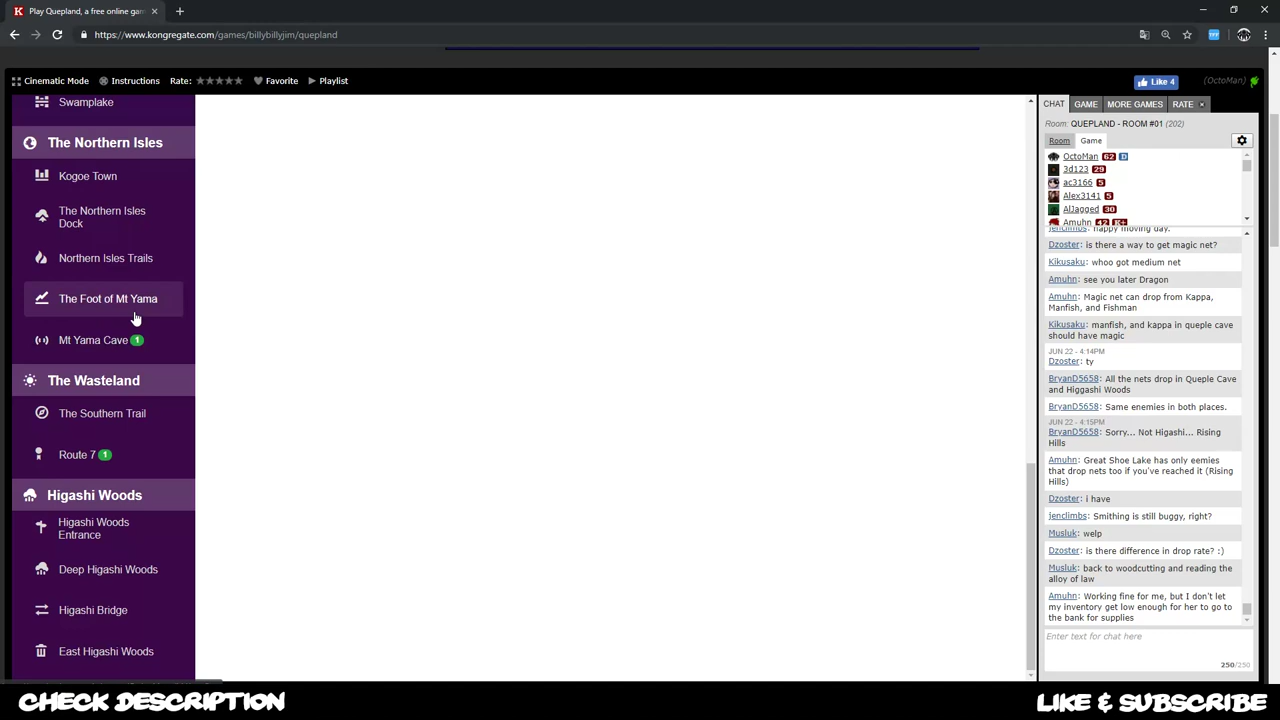 Play Quepland, a free online gam
https://www.kongregate.com/games/billybillyjim/quepland
Cinematic Mode
Instructions
Rate:
Favorite
Playlist
Like 4
(OctoMan)
Swamplake
The Northern Isles
Kogoe Town
The Northern Isles
Dock
Northern Isles Trails
The Foot of Mt Yama
Mt Yama Cave 1
The Wasteland
The Southern Trail
Route 7 1
Higashi Woods
Higashi Woods
Entrance
Deep Higashi Woods
Higashi Bridge
East Higashi Woods
CHAT
GAME
MORE GAMES
RATE
Room: QUEPLAND - ROOM #01 (202)
Room
Game
OctoMan 62 D
3d123 29
ac3166 5
Alex3141 5
AlJagged 30
Amuhn 42 K+
jenclimbs: happy moving day.
Dzoster: is there a way to get magic net?
Kikusaku: whoo got medium net
Amuhn: see you later Dragon
Amuhn: Magic net can drop from Kappa,
Manfish, and Fishman
Kikusaku: manfish, and kappa in queple cave
should have magic
JUN 22 - 4:14PM
Dzoster: ty
BryanD5658: All the nets drop in Queple Cave
and Higgashi Woods
BryanD5658: Same enemies in both places.
JUN 22 - 4:15PM
BryanD5658: Sorry... Not Higashi... Rising
Hills
Amuhn: Great Shoe Lake has only eemies
that drop nets too if you've reached it (Rising
Hills)
Dzoster: i have
jenclimbs: Smithing is still buggy, right?
Musluk: welp
Dzoster: is there difference in drop rate? :)
Musluk: back to woodcutting and reading the
alloy of law
Amuhn: Working fine for me, but I don't let
my inventory get low enough for her to go to
the bank for supplies
Enter text for chat here
250/250
CHECK DESCRIPTION
LIKE & SUBSCRIBE